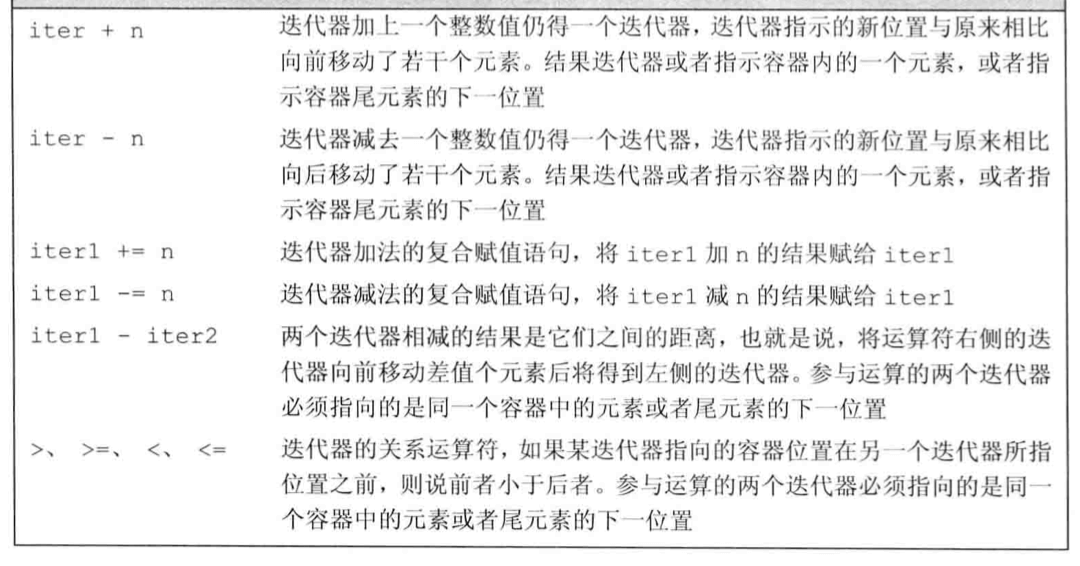 iter + n 迭代器加上一个整数值仍得一个迭代器，迭代器指示的新位置与原来相比
向前移动了若干个元素。结果迭代器或者指示容器内的一个元素，或者指
示容器尾元素的下一位置
iter - n 迭代器减去一个整数值仍得一个迭代器，迭代器指示的新位置与原来相比
向后移动了若干个元素。结果迭代器或者指示容器内的一个元素，或者指
示容器尾元素的下一位置
iter1 += n 迭代器加法的复合赋值语句，将 iter1 加 n 的结果赋给 iter1
iter1 -= n 迭代器减法的复合赋值语句，将 iter1 减 n 的结果赋给 iter1
iter1 - iter2 两个迭代器相减的结果是它们之间的距离，也就是说，将运算符右侧的迭
代器向前移动差值个元素后将得到左侧的迭代器。参与运算的两个迭代器
必须指向的是同一个容器中的元素或者尾元素的下一位置
>、 >=、 <、 <= 迭代器的关系运算符，如果某迭代器指向的容器位置在另一个迭代器所指
位置之前，则说前者小于后者。参与运算的两个迭代器必须指向的是同一
个容器中的元素或者尾元素的下一位置